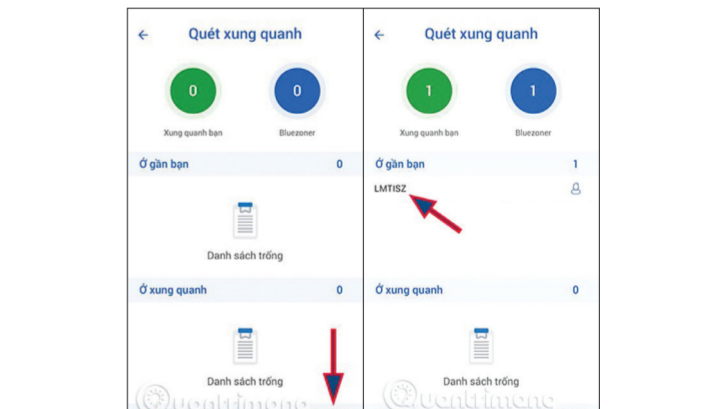 Quét xung quanh
0
0
Xung quanh bạn
Bluezoner
Ở gần bạn
0
Danh sách trống
Ở xung quanh
0
Danh sách trống
Quantrimang
Quét xung quanh
1
1
Xung quanh bạn
Bluezoner
Ở gần bạn
1
LMTISZ
Ở xung quanh
0
Danh sách trống
Quantrimang